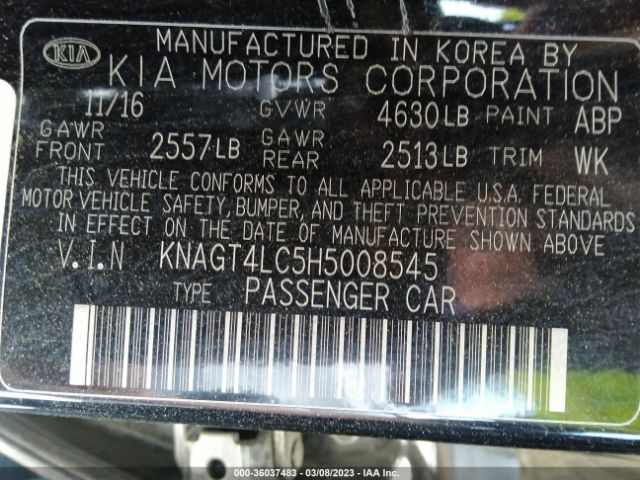 KIA
MANUFACTURED IN KOREA BY
KIA MOTORS CORPORATION
11/16 GVWR 4630LB PAINT ABP
GAWR FRONT 2557LB GAWR REAR 2513LB TRIM WK
THIS VEHICLE CONFORMS TO ALL APPLICABLE U.S.A. FEDERAL
MOTOR VEHICLE SAFETY, BUMPER, AND THEFT PREVENTION STANDARDS
IN EFFECT ON THE DATE OF MANUFACTURE SHOWN ABOVE
V.I.N KNAGT4LC5H5008545
TYPE: PASSENGER CAR
000-36037483 - 03/08/2023 - IAA Inc.